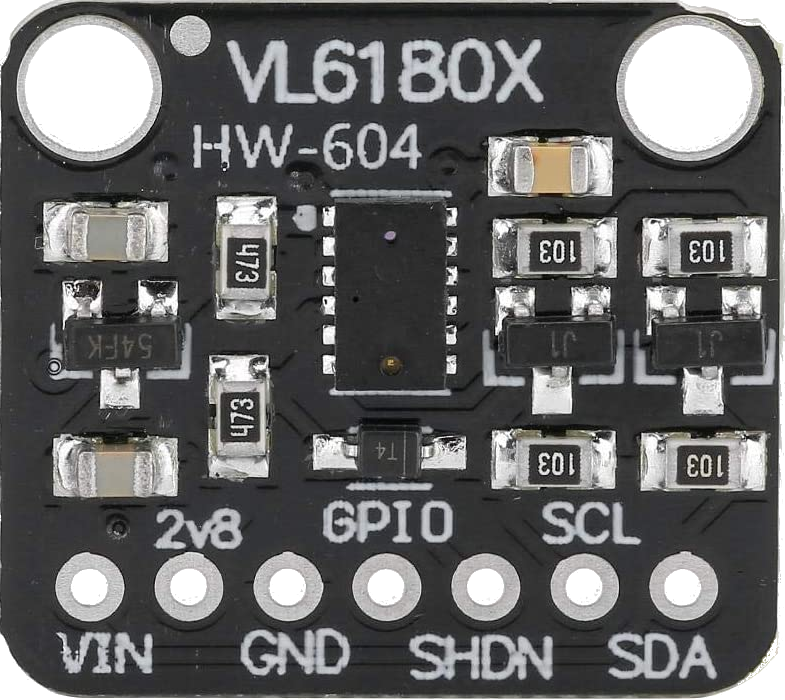 VL6180X
HW-604
473
103
103
54FK
J1
J1
473
T4
103
103
2v8
GPIO
SCL
VIN
GND
SHDN
SDA